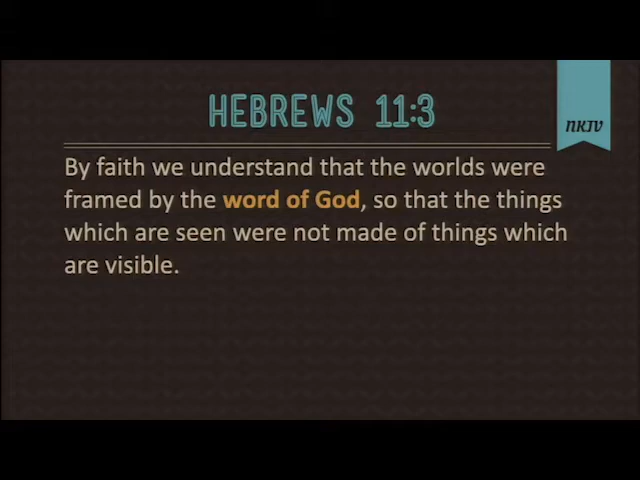 HEBREWS 11:3
NKJV
By faith we understand that the worlds were
framed by the word of God, so that the things
which are seen were not made of things which
are visible.